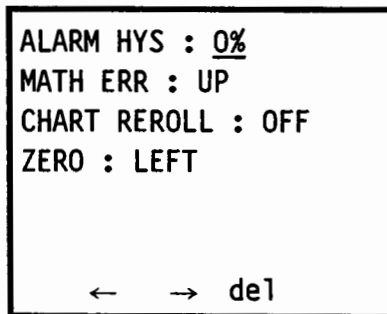 ALARM HYS : 0%
MATH ERR : UP
CHART REROLL : OFF
ZERO : LEFT
← → del